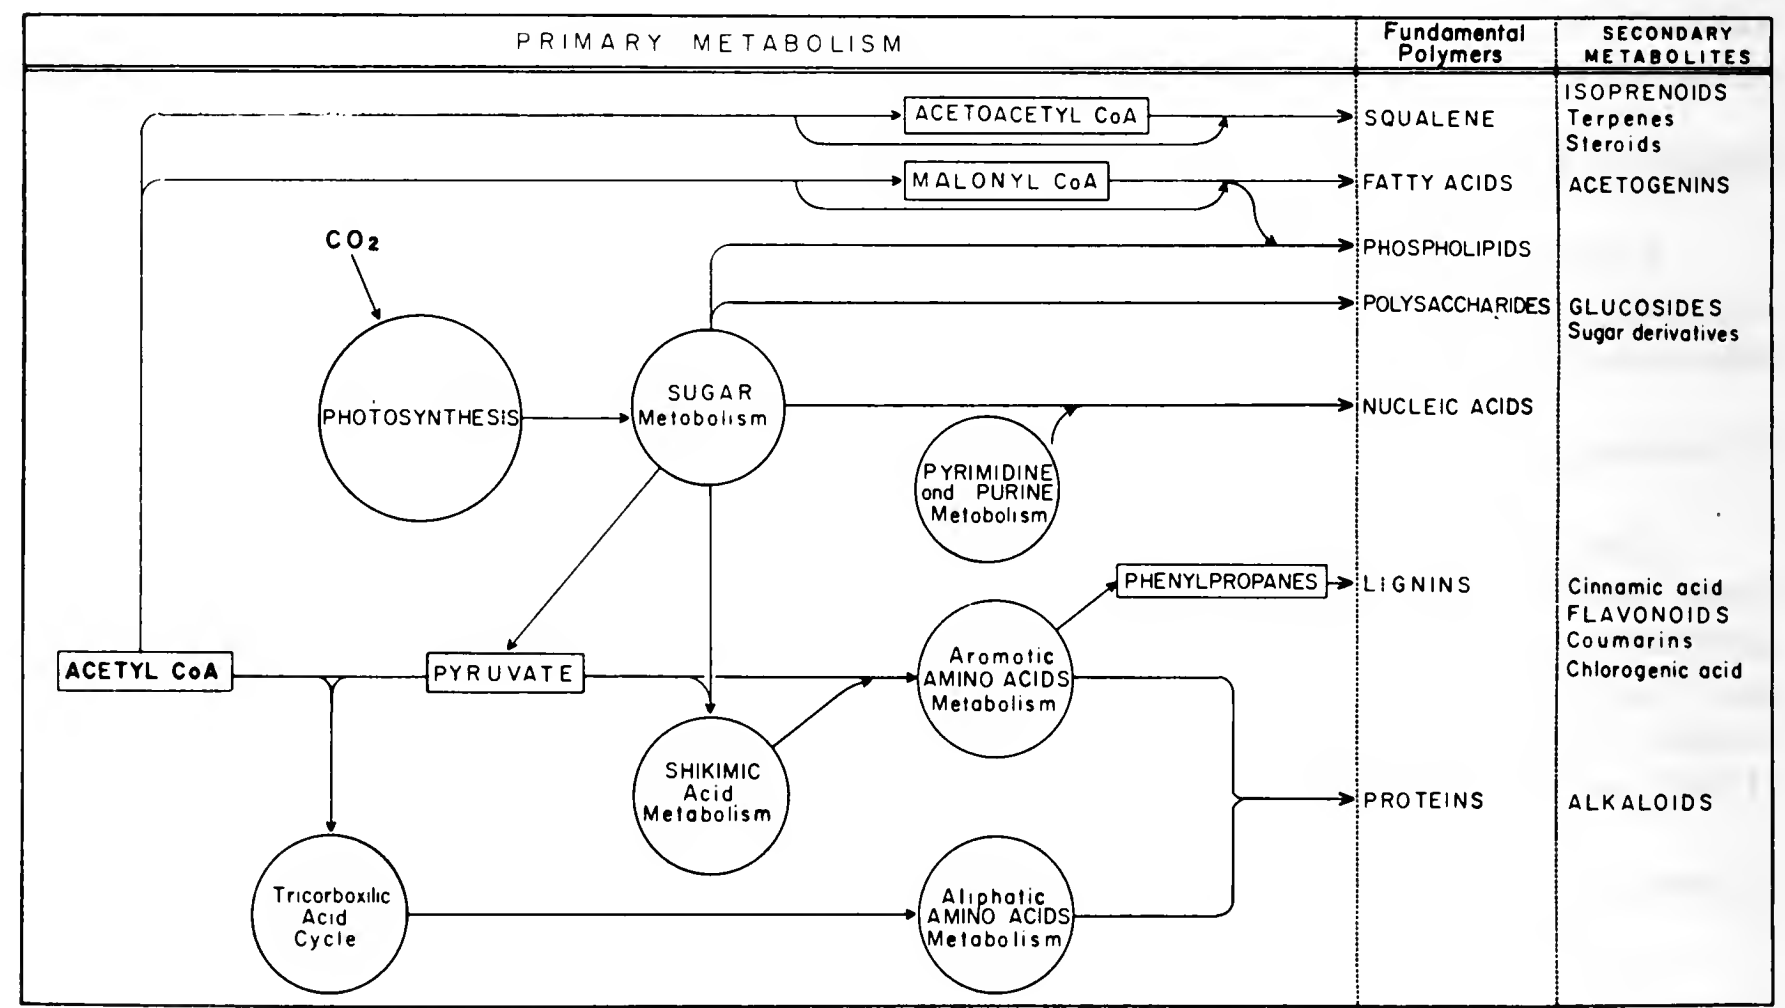 PRIMARY METABOLISM
Fundamental
Polymers
SECONDARY
METABOLITES
ACETOACETYL CoA
SQUALENE
ISOPRENOIDS
Terpenes
Steroids
MALONYL CoA
FATTY ACIDS
ACETOGENINS
CO2
PHOSPHOLIPIDS
POLYSACCHARIDES
GLUCOSIDES
Sugar derivatives
PHOTOSYNTHESIS
SUGAR
Metabolism
NUCLEIC ACIDS
PYRIMIDINE
and PURINE
Metabolism
PHENYLPROPANES
LIGNINS
Cinnamic acid
FLAVONOIDS
Coumarins
Chlorogenic acid
ACETYL CoA
PYRUVATE
Aromotic
AMINO ACIDS
Metabolism
SHIKIMIC
Acid
Metabolism
PROTEINS
ALKALOIDS
Tricorboxilic
Acid
Cycle
Aliphatic
AMINO ACIDS
Metabolism